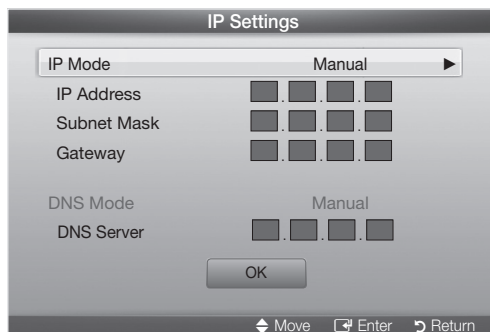 IP Settings
IP Mode Manual ▶
IP Address . . .
Subnet Mask . . .
Gateway . . .
DNS Mode Manual
DNS Server . . .
OK
Move Enter Return